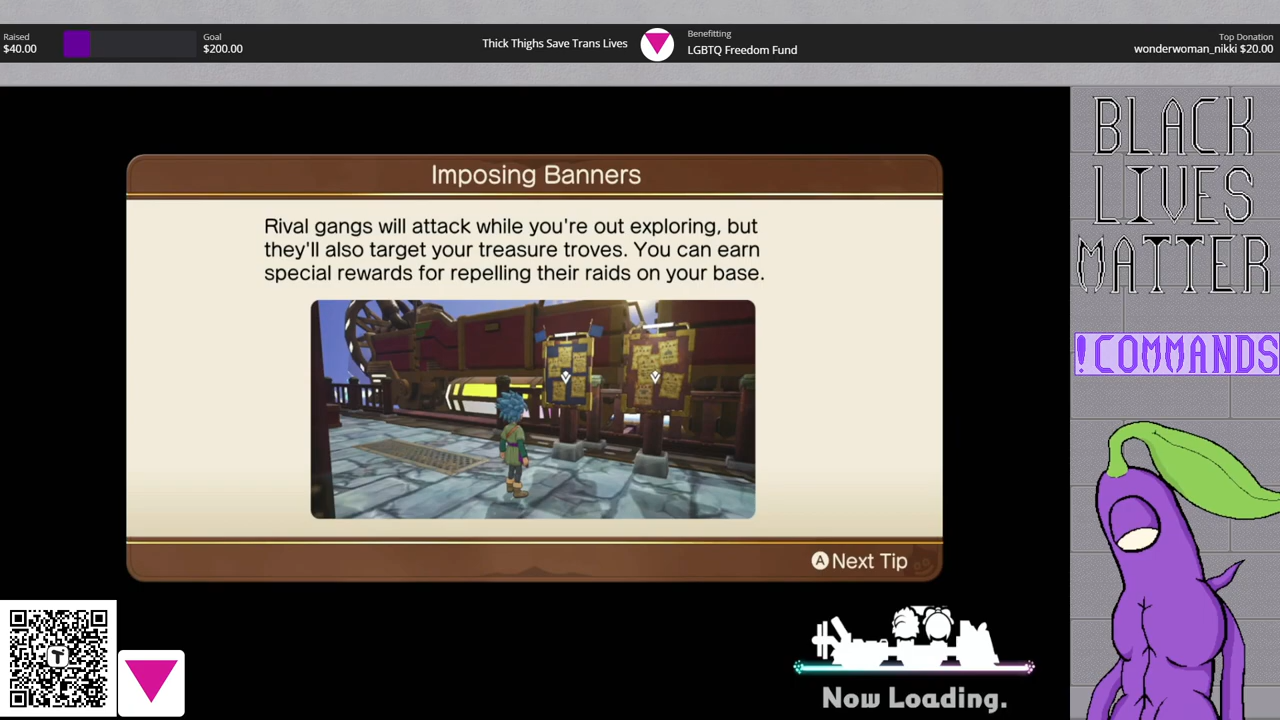 Raised
$40.00
Goal
$200.00
Thick Thighs Save Trans Lives
Benefitting
LGBTQ Freedom Fund
Top Donation
wonderwoman_nikki $20.00
BLACK
LIVES
MATTER
!COMMANDS
Imposing Banners
Rival gangs will attack while you're out exploring, but
they'll also target your treasure troves. You can earn
special rewards for repelling their raids on your base.
A Next Tip
T
Now Loading.